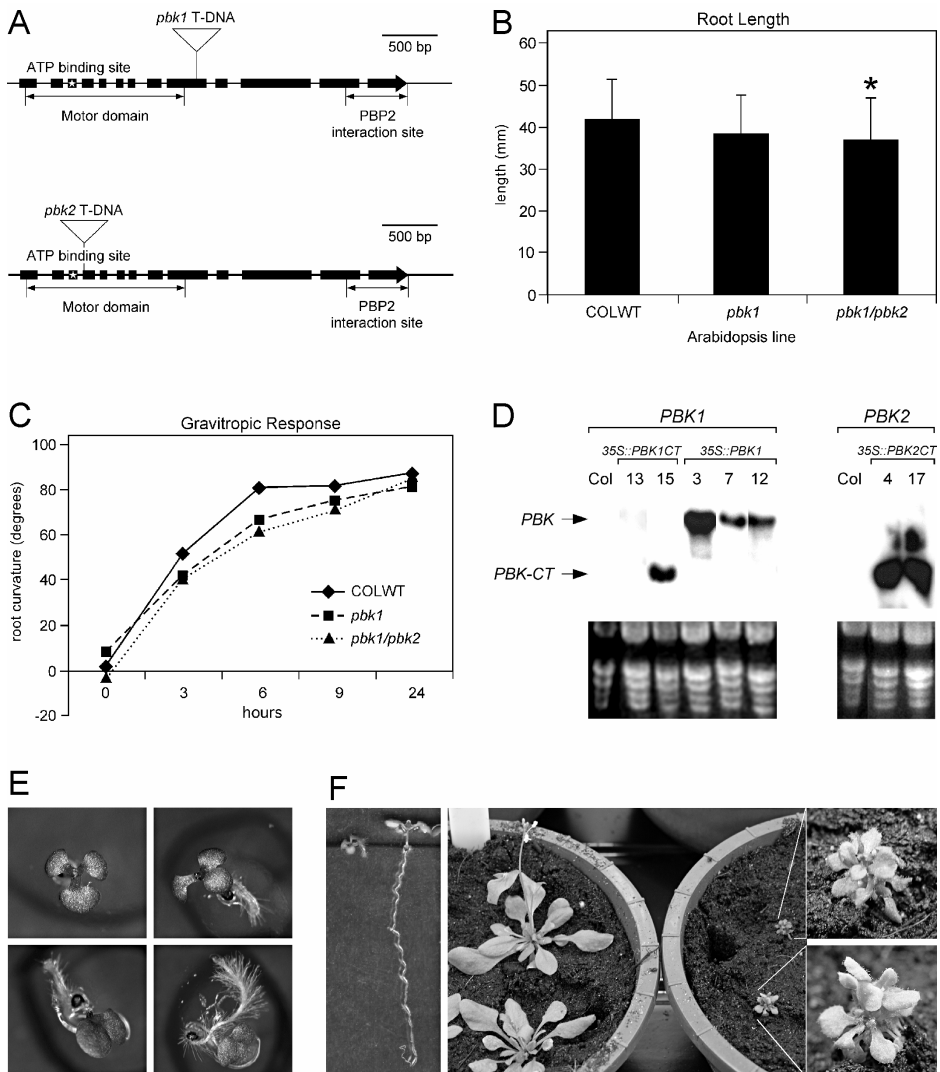 A
pbk1 T-DNA
500 bp
ATP binding site
Motor domain
PBP2
interaction site
pbk2 T-DNA
500 bp
ATP binding site
Motor domain
PBP2
interaction site
B
Root Length
60
50
40
30
20
10
0
length (mm)
COLWT
pbk1
pbk1/pbk2
*
Arabidopsis line
C
Gravitropic Response
100
80
60
40
20
0
-20
root curvature (degrees)
COLWT
pbk1
pbk1/pbk2
0 3 6 9 24
hours
D
PBK1 PBK2
35S::PBK1CT 35S::PBK1 35S::PBK2CT
Col 13 15 3 7 12 Col 4 17
PBK
PBK-CT
E
F